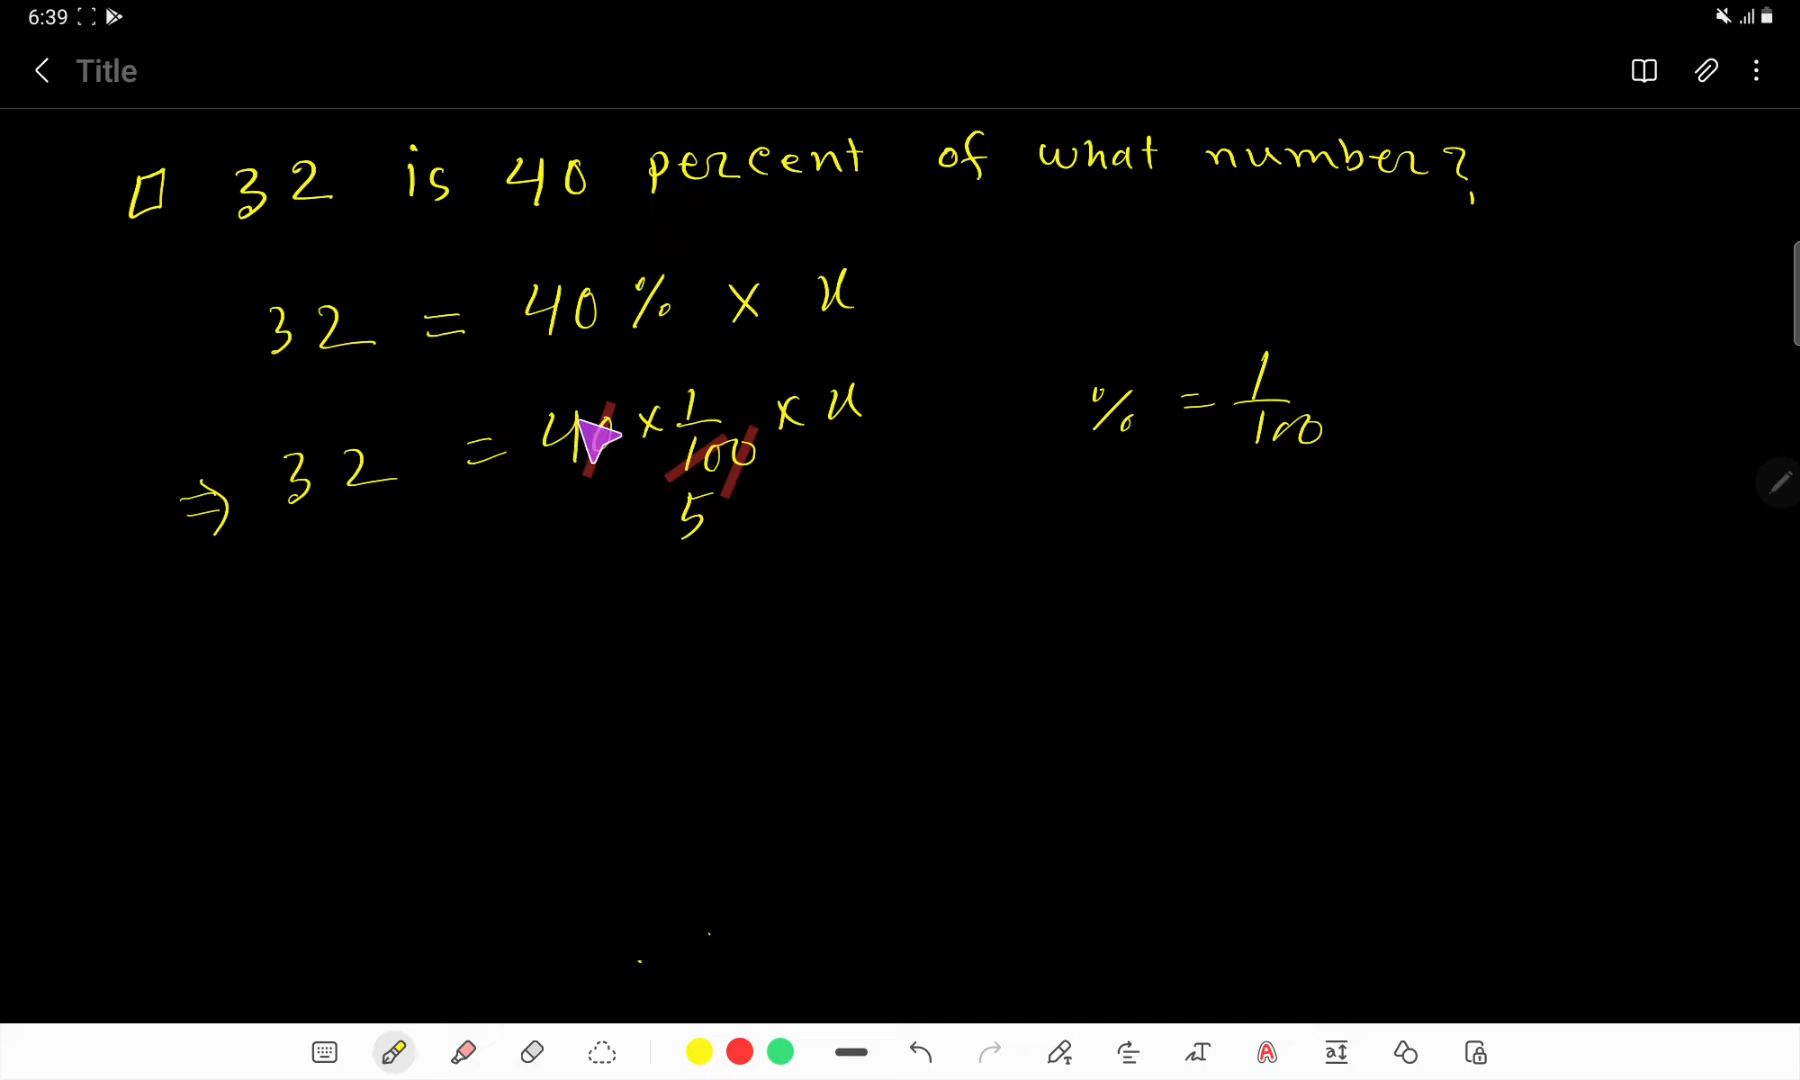 6:39
Title
32 is 40 percent of what number?
32 = 40% × x
% = 1/100
⇒ 32 = 40 × 1/100 × x
5